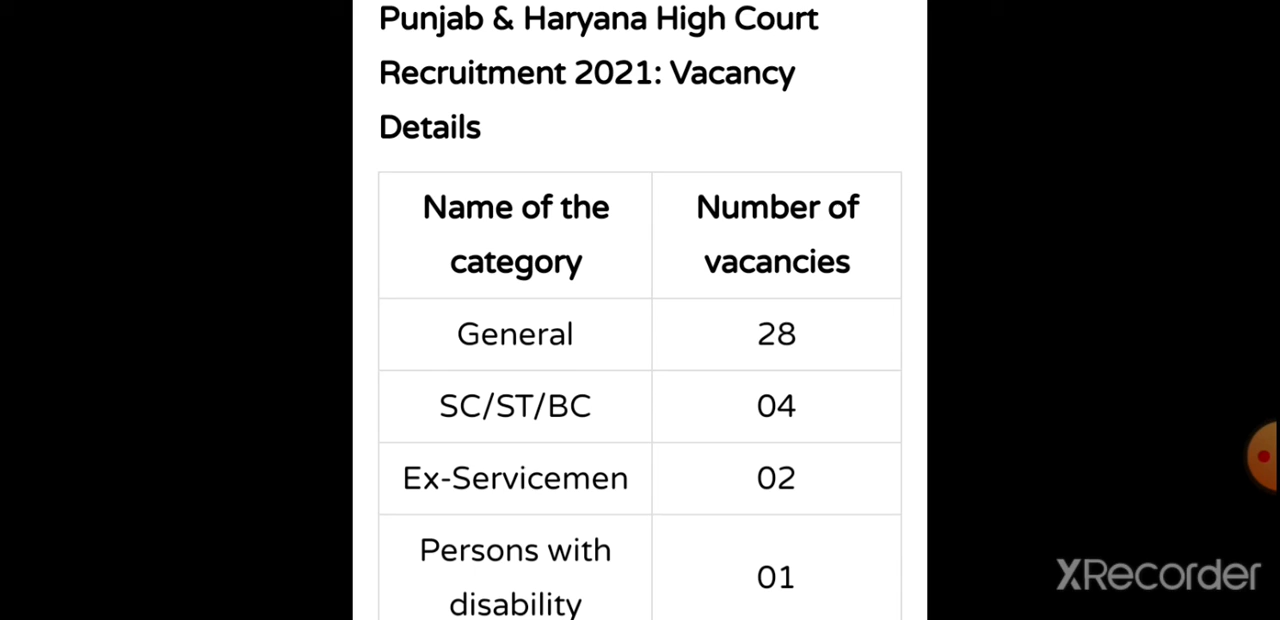 Punjab & Haryana High Court
Recruitment 2021: Vacancy
Details
Name of the category
Number of vacancies
General 28
SC/ST/BC 04
Ex-Servicemen 02
Persons with disability 01
XRecorder